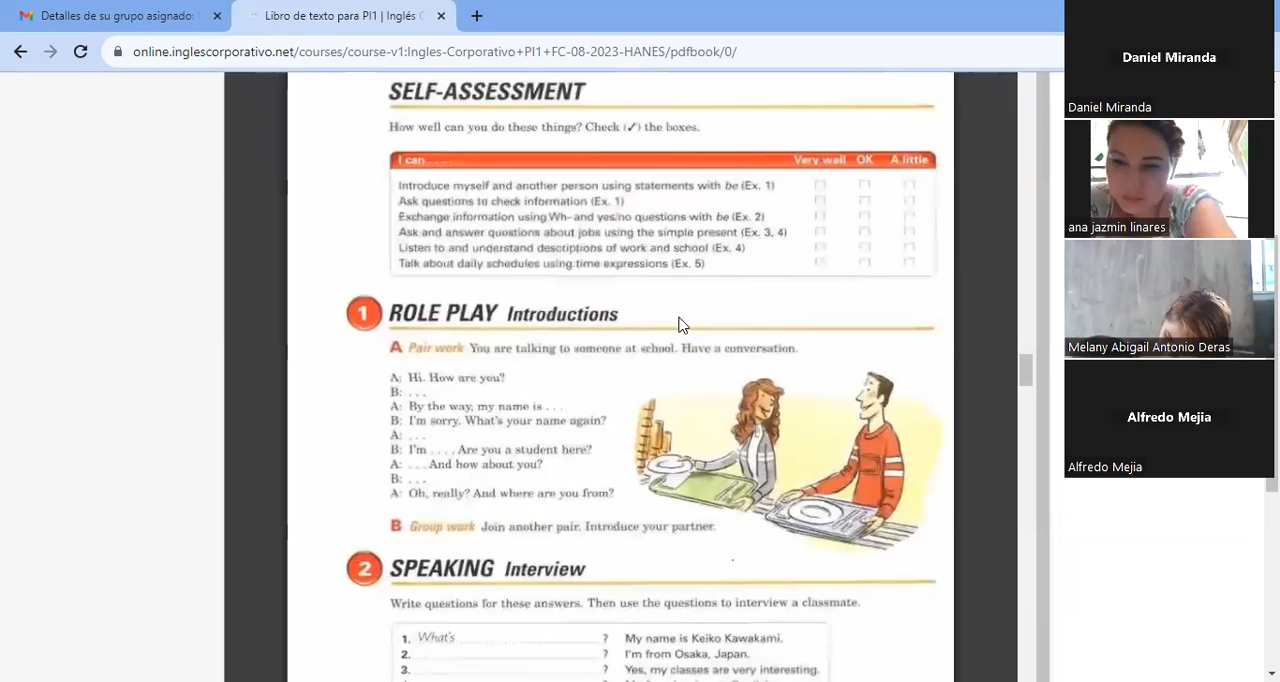 Detalles de su grupo asignado:
Libro de texto para PI1 | Inglés C
online.inglescorporativo.net/courses/course-v1:Ingles-Corporativo+PI1+FC-08-2023-HANES/pdfbook/0/
SELF-ASSESSMENT
How well can you do these things? Check (✓) the boxes.
I can . . . . Very well OK A little
Introduce myself and another person using statements with be (Ex. 1)
Ask questions to check information (Ex. 1)
Exchange information using Wh- and yes/no questions with be (Ex. 2)
Ask and answer questions about jobs using the simple present (Ex. 3, 4)
Listen to and understand descriptions of work and school (Ex. 4)
Talk about daily schedules using time expressions (Ex. 5)
1 ROLE PLAY Introductions
A Pair work You are talking to someone at school. Have a conversation.
A: Hi. How are you?
B: . . .
A: By the way, my name is . . .
B: I'm sorry. What's your name again?
A: . . .
B: I'm . . . . Are you a student here?
A: . . . And how about you?
B: . . .
A: Oh, really? And where are you from?
B Group work Join another pair. Introduce your partner.
2 SPEAKING Interview
Write questions for these answers. Then use the questions to interview a classmate.
1. What's ? My name is Keiko Kawakami.
2. ? I'm from Osaka, Japan.
3. ? Yes, my classes are very interesting.
Daniel Miranda
Daniel Miranda
ana jazmin linares
Melany Abigail Antonio Deras
Alfredo Mejia
Alfredo Mejia